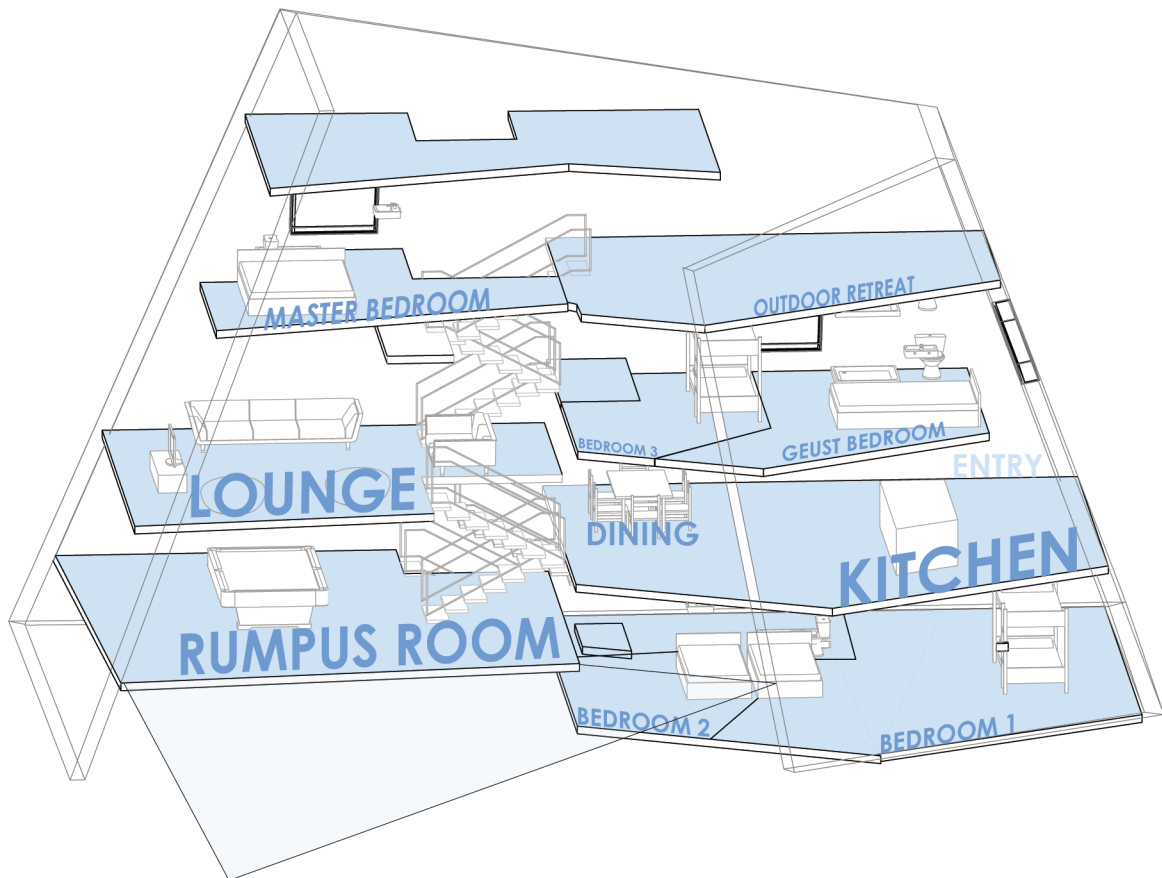 MASTER BEDROOM
OUTDOOR RETREAT
BEDROOM 3
GEUST BEDROOM
LOUNGE
ENTRY
DINING
KITCHEN
RUMPUS ROOM
BEDROOM 2
BEDROOM 1